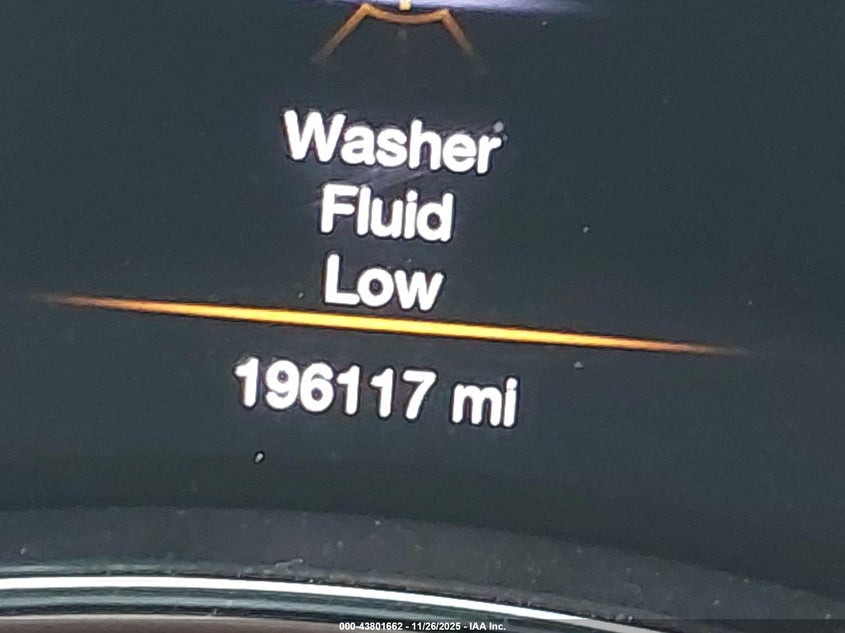 Washer
Fluid
Low
196117 mi
000-43801662 - 11/26/2025 - IAA Inc.